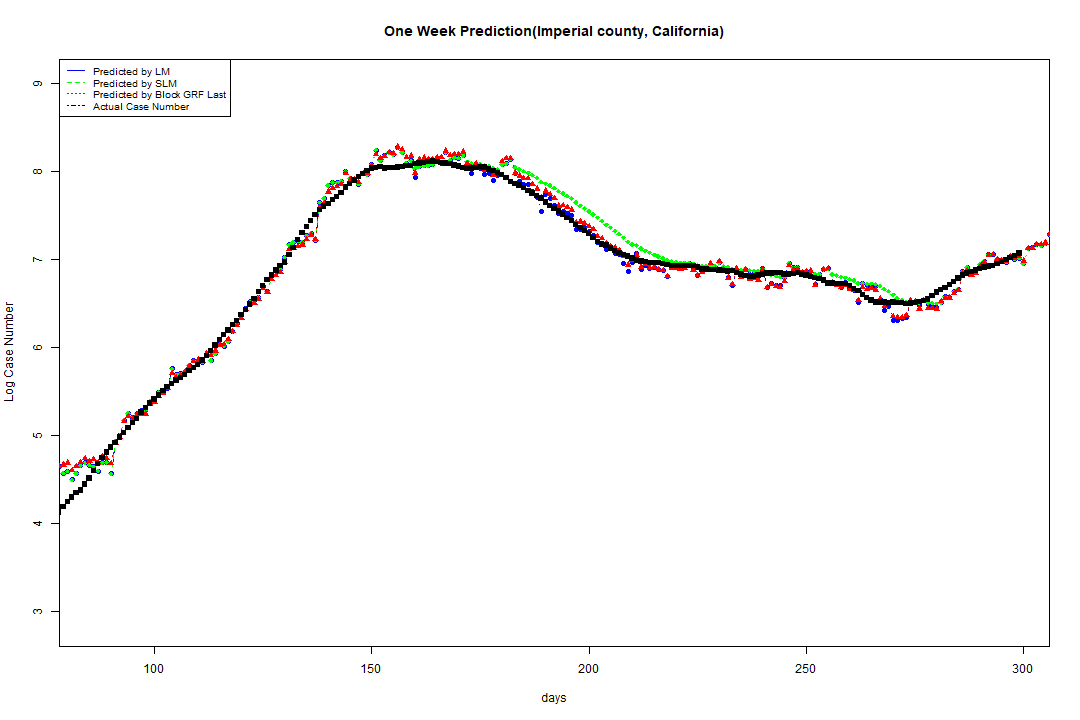 One Week Prediction(Imperial county, California)
Predicted by LM
Predicted by SLM
Predicted by Block GRF Last
Actual Case Number
9
8
7
6
5
4
3
Log Case Number
100 150 200 250 300
days